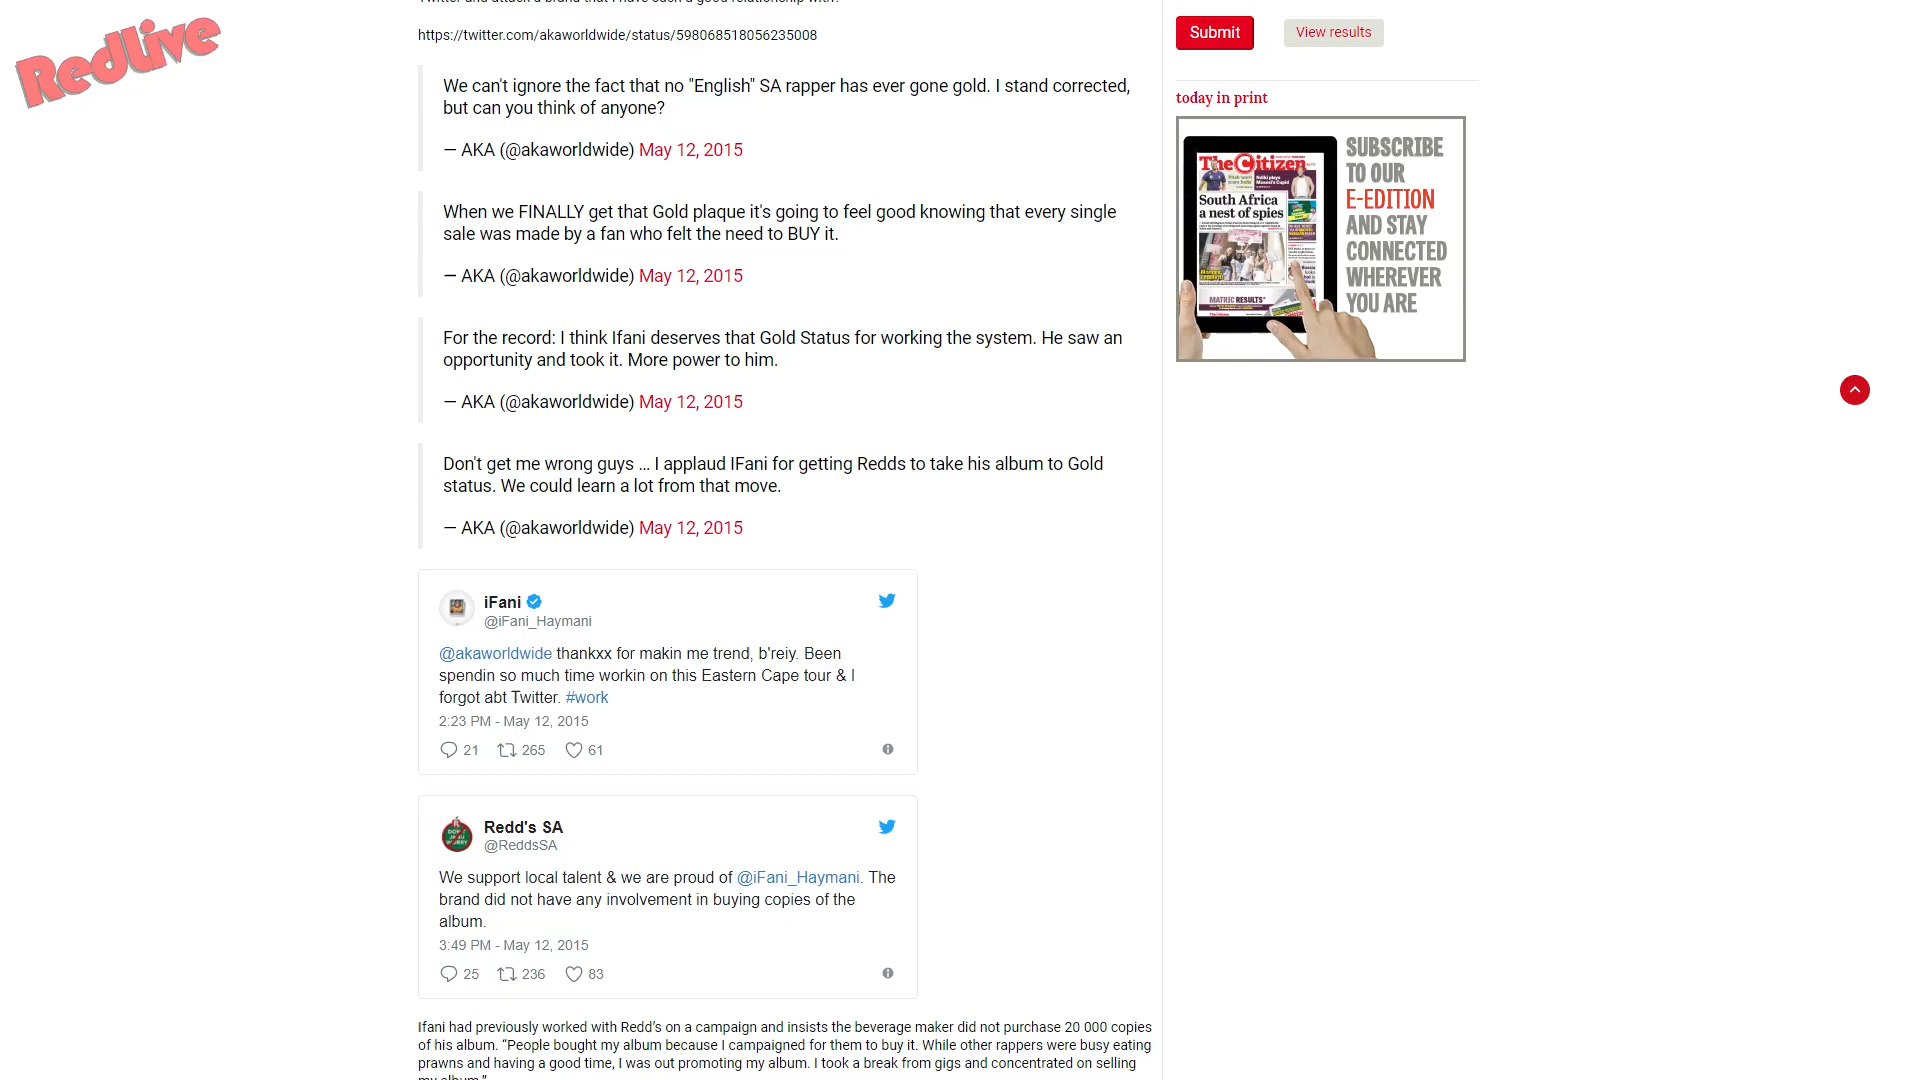 Twitter and attack a brand that I have such a good relationship with?
Redlive
https://twitter.com/akaworldwide/status/598068518056235008
We can't ignore the fact that no "English" SA rapper has ever gone gold. I stand corrected,
but can you think of anyone?
— AKA (@akaworldwide) May 12, 2015
When we FINALLY get that Gold plaque it's going to feel good knowing that every single
sale was made by a fan who felt the need to BUY it.
— AKA (@akaworldwide) May 12, 2015
For the record: I think Ifani deserves that Gold Status for working the system. He saw an
opportunity and took it. More power to him.
— AKA (@akaworldwide) May 12, 2015
Don't get me wrong guys … I applaud IFani for getting Redds to take his album to Gold
status. We could learn a lot from that move.
— AKA (@akaworldwide) May 12, 2015
iFani
@iFani_Haymani
@akaworldwide thankxx for makin me trend, b'reiy. Been
spendin so much time workin on this Eastern Cape tour & I
forgot abt Twitter. #work
2:23 PM - May 12, 2015
21 265 61
Redd's SA
@ReddsSA
We support local talent & we are proud of @iFani_Haymani. The
brand did not have any involvement in buying copies of the
album.
3:49 PM - May 12, 2015
25 236 83
Ifani had previously worked with Redd's on a campaign and insists the beverage maker did not purchase 20 000 copies
of his album. “People bought my album because I campaigned for them to buy it. While other rappers were busy eating
prawns and having a good time, I was out promoting my album. I took a break from gigs and concentrated on selling
my album.”
Submit
View results
today in print
The Citizen
South Africa
a nest of spies
MATRIC RESULTS
SUBSCRIBE
TO OUR
E-EDITION
AND STAY
CONNECTED
WHEREVER
YOU ARE